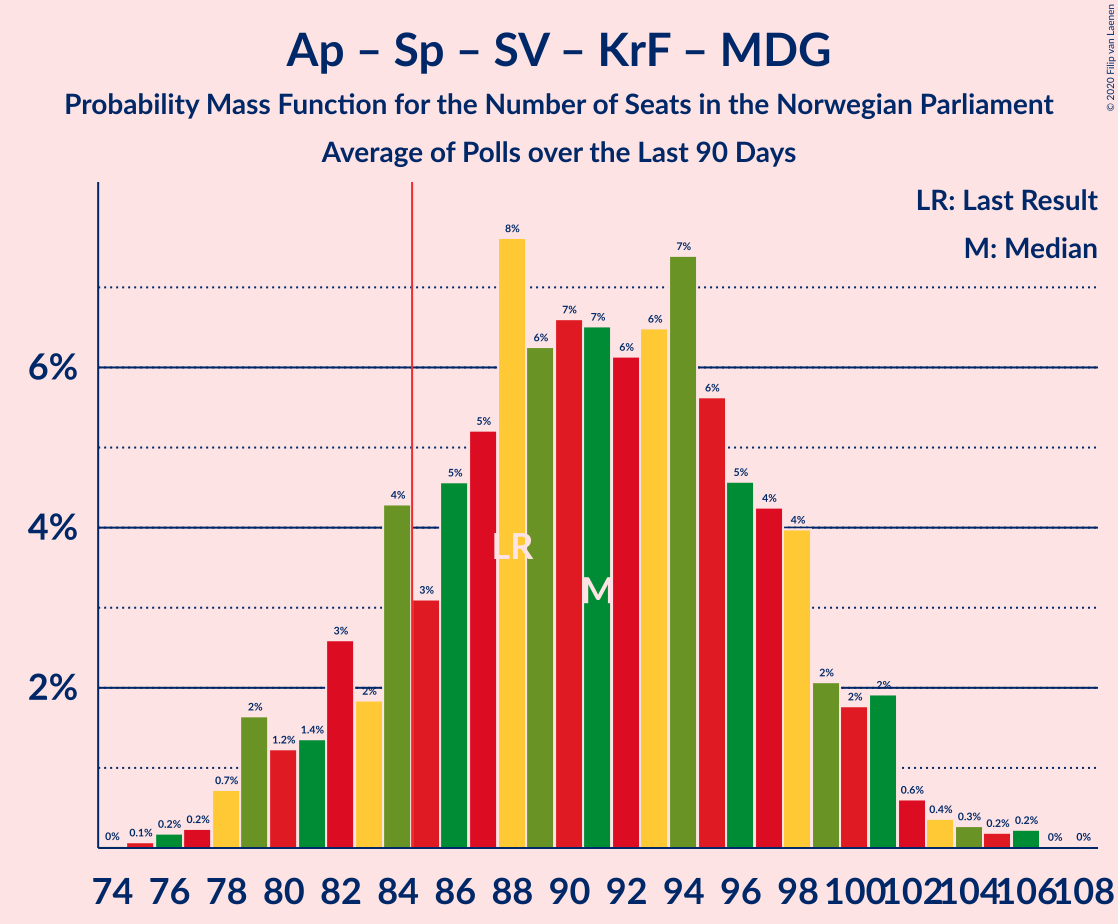 Ap – Sp – SV – KrF – MDG
Probability Mass Function for the Number of Seats in the Norwegian Parliament
Average of Polls over the Last 90 Days
© 2020 Filip van Laenen
LR: Last Result
M: Median
6%
4%
2%
0% 0.1% 0.2% 0.2% 0.7% 2% 1.2% 1.4% 3% 2% 4% 3% 5% 5% 8% 6% 7% 7% 6% 6% 7% 6% 5% 4% 4% 2% 2% 2% 0.6% 0.4% 0.3% 0.2% 0.2% 0% 0%
LR
M
74 76 78 80 82 84 86 88 90 92 94 96 98 100 102 104 106 108